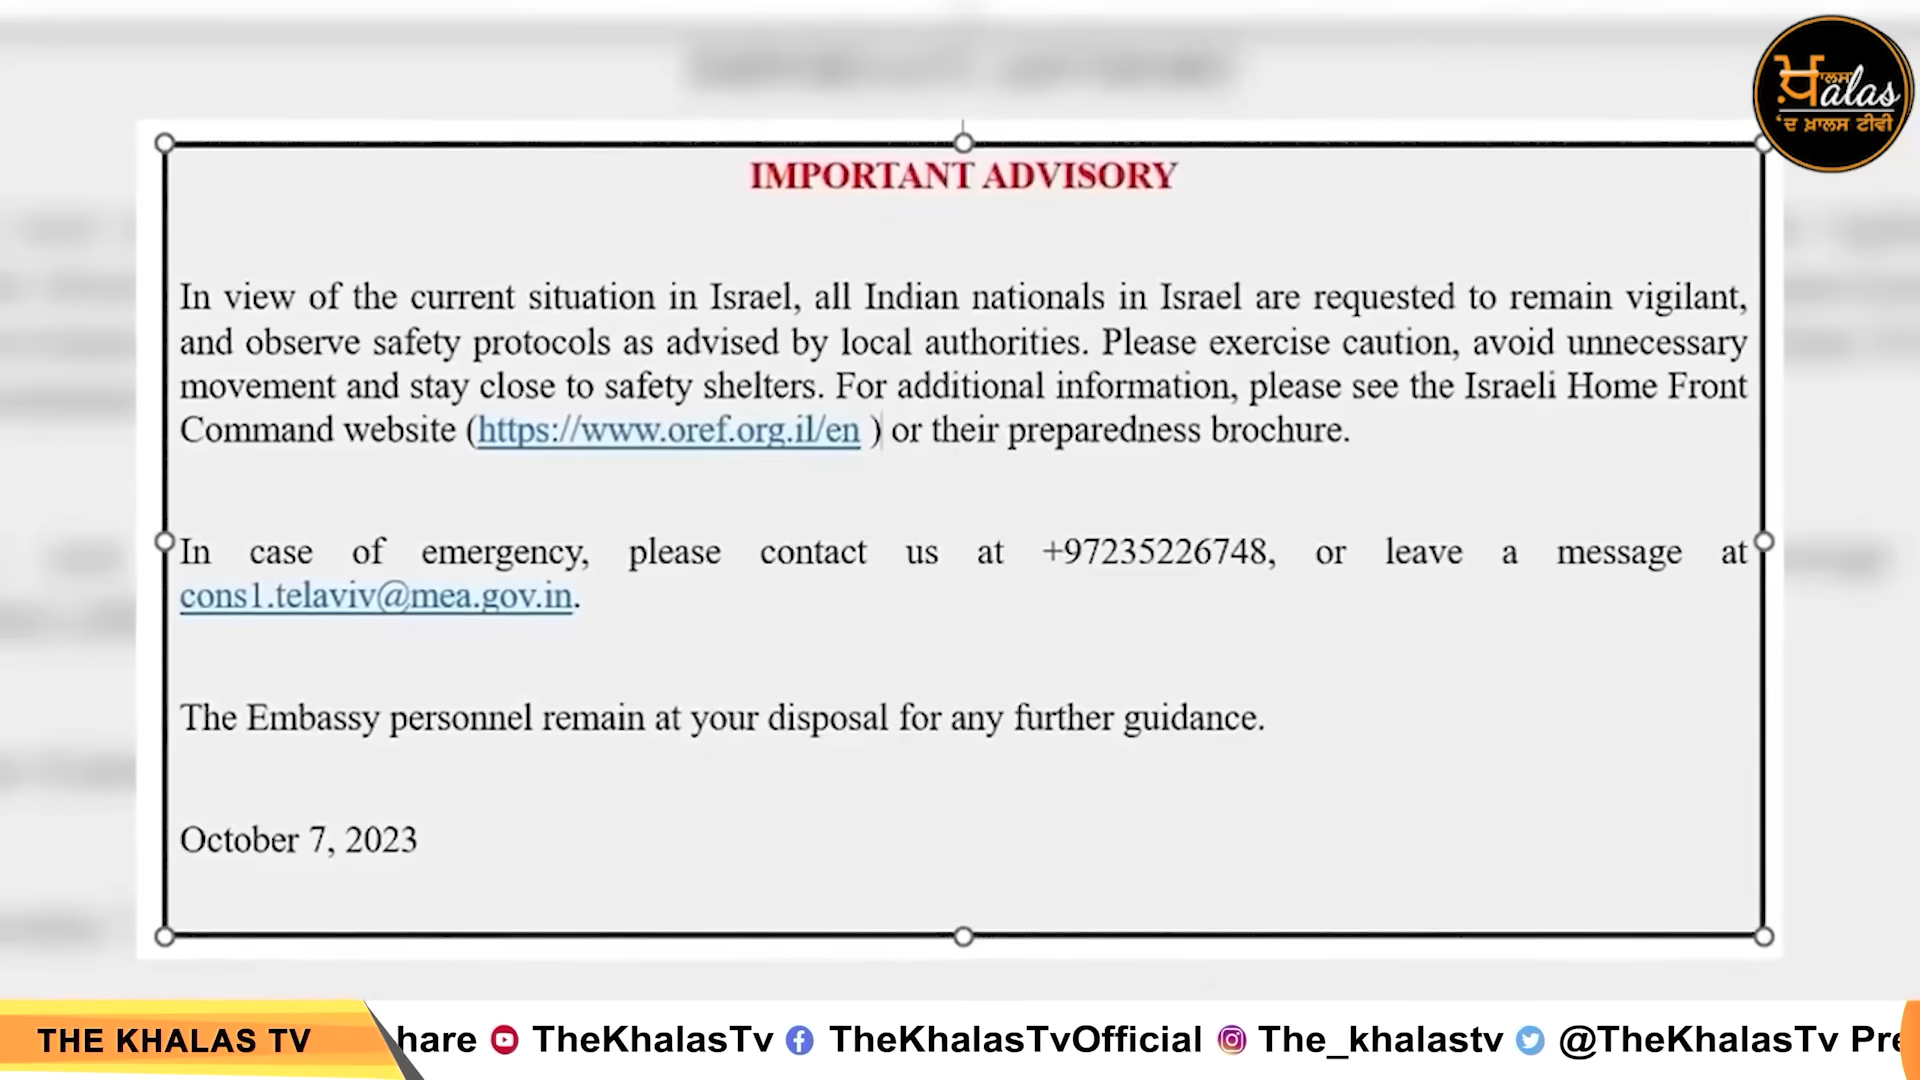 ਖ਼ਾਲਸ
alas
'ਦ ਖ਼ਾਲਸ ਟੀਵੀ
IMPORTANT ADVISORY
In view of the current situation in Israel, all Indian nationals in Israel are requested to remain vigilant,
and observe safety protocols as advised by local authorities. Please exercise caution, avoid unnecessary
movement and stay close to safety shelters. For additional information, please see the Israeli Home Front
Command website (https://www.oref.org.il/en ) or their preparedness brochure.
In case of emergency, please contact us at +97235226748, or leave a message at
cons1.telaviv@mea.gov.in.
The Embassy personnel remain at your disposal for any further guidance.
October 7, 2023
THE KHALAS TV hare TheKhalasTv TheKhalasTvOfficial The_khalastv @TheKhalasTv Pre